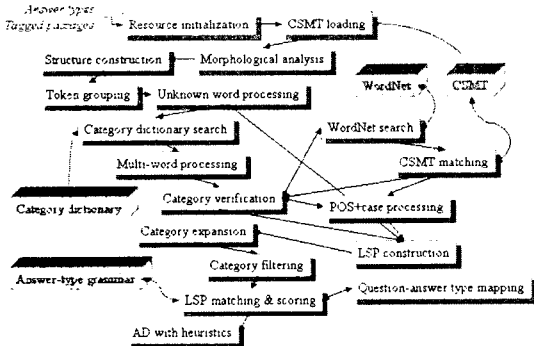 Answer types
Tagged passages
Resource initialization
CSMT loading
Structure construction
Morphological analysis
WordNet
CSMT
Token grouping
Unknown word processing
Category dictionary search
WordNet search
Multi-word processing
CSMT matching
Category dictionary
Category verification
POS+case processing
Category expansion
LSP construction
Category filtering
Answer-type grammar
Question-answer type mapping
LSP matching & scoring
AD with heuristics